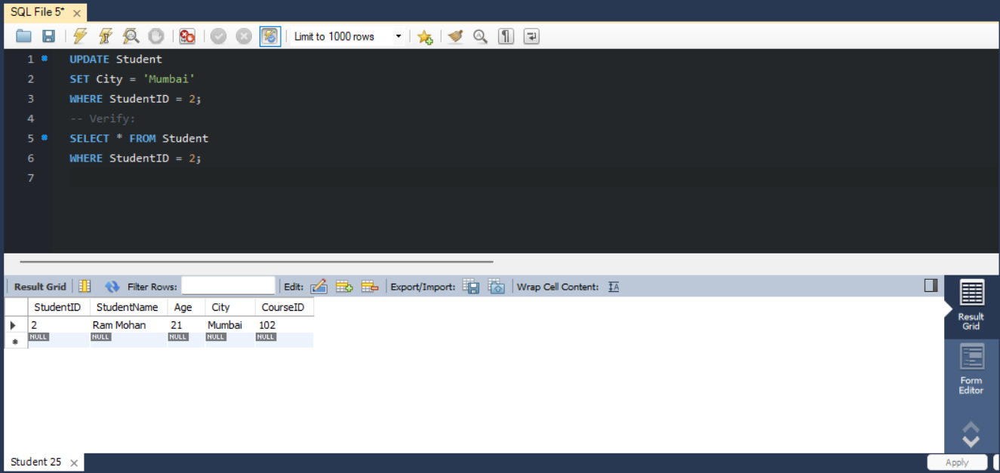 SQL File 5*
Limit to 1000 rows
1 UPDATE Student
2 SET City = 'Mumbai'
3 WHERE StudentID = 2;
4 -- Verify:
5 SELECT * FROM Student
6 WHERE StudentID = 2;
7
Result Grid Filter Rows: Edit: Export/Import: Wrap Cell Content: IA
StudentID StudentName Age City CourseID
2 Ram Mohan 21 Mumbai 102
NULL NULL NULL NULL NULL
Result
Grid
Form
Editor
Student 25
Apply